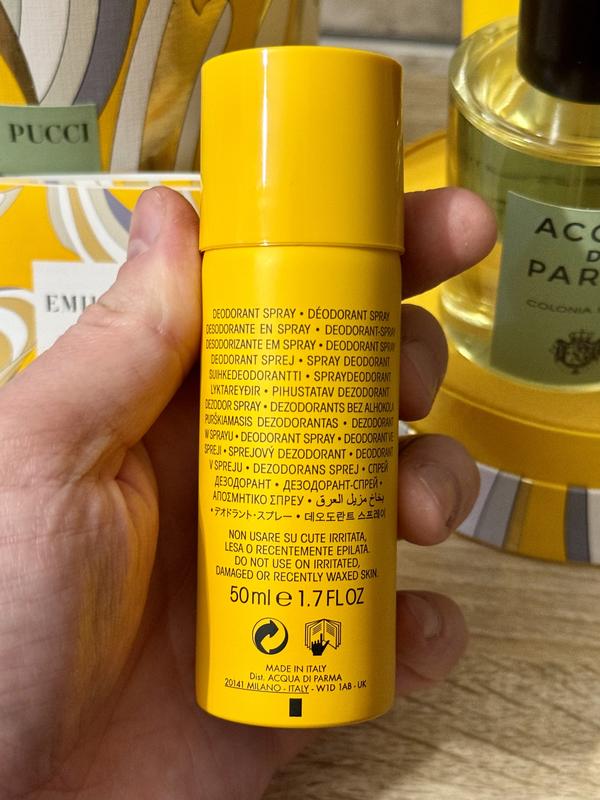 PUCCI
EMI
ACQ
D
PAR
COLONIA
DEODORANT SPRAY • DÉODORANT SPRAY
DESODORANTE EN SPRAY • DEODORANT-SPRAY
DESODORIZANTE EM SPRAY • DEODORANT SPRAY
DEODORANT SPREJ • SPRAY DEODORANT
SUIHKEDEODORANTTI • SPRAYDEODORANT
LYKTAREYÐIR • PIHUSTATAV DEZODORANT
DEZODOR SPRAY • DEZODORANTS BEZ ALKOHOLA
PURŠKIAMASIS DEZODORANTAS • DEZODORANT
W SPRAYU • DEODORANT SPRAY • DEODORANT VE
SPREJI • SPREJOVÝ DEZODORANT • DEODORANT
V SPREJU • DEZODORANS SPREJ • СПРЕЙ
ДЕЗОДОРАНТ • ДЕЗОДОРАНТ-СПРЕЙ •
ΑΠΟΣΜΗΤΙΚΟ ΣΠΡΕΥ • بخاخ مزيل العرق
• デオドラント・スプレー • 데오도란트 스프레이
NON USARE SU CUTE IRRITATA,
LESA O RECENTEMENTE EPILATA.
DO NOT USE ON IRRITATED,
DAMAGED OR RECENTLY WAXED SKIN.
50 ml e 1.7 FL OZ
MADE IN ITALY
Dist. ACQUA DI PARMA
20141 MILANO - ITALY - W1D 1AB - UK